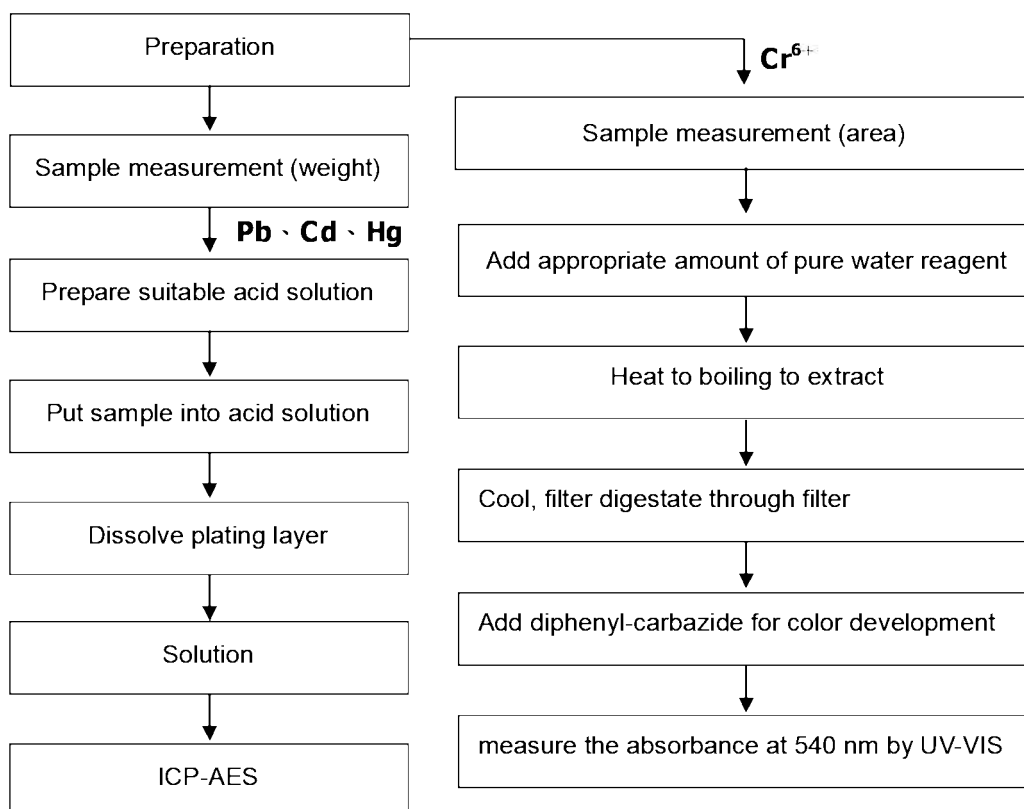 Preparation
Sample measurement (weight)
Pb、Cd、Hg
Prepare suitable acid solution
Put sample into acid solution
Dissolve plating layer
Solution
ICP-AES
Cr⁶⁺
Sample measurement (area)
Add appropriate amount of pure water reagent
Heat to boiling to extract
Cool, filter digestate through filter
Add diphenyl-carbazide for color development
measure the absorbance at 540 nm by UV-VIS